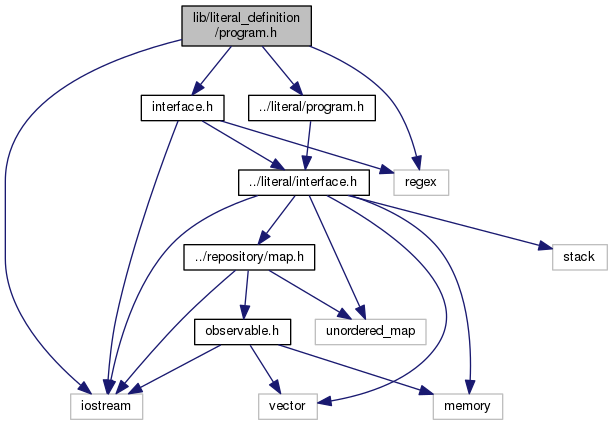 lib/literal_definition
/program.h
interface.h
../literal/program.h
../literal/interface.h
regex
../repository/map.h
stack
observable.h
unordered_map
iostream
vector
memory